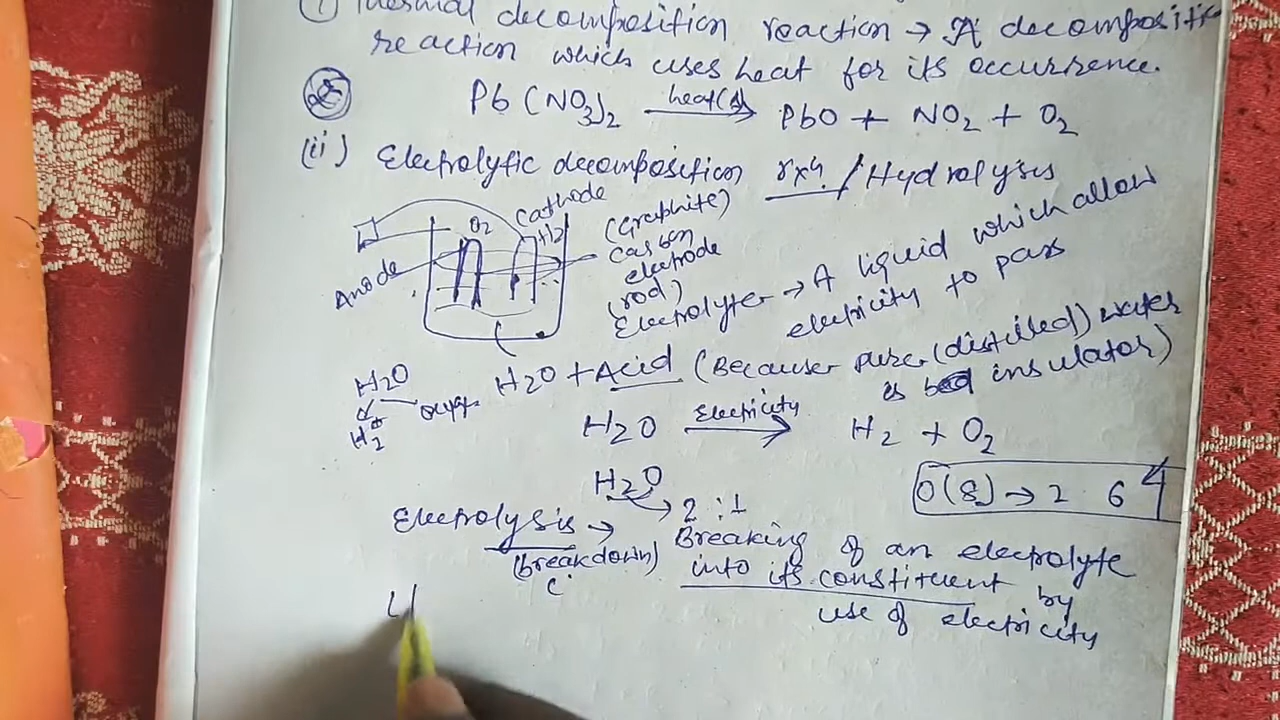 (i) Thermal decomposition reaction → A decomposition
reaction which uses heat for its occurrence.
Pb(NO3)2 heat(Δ)→ PbO + NO2 + O2
(ii) Electrolytic decomposition rxn. / Hydrolysis
Cathode
O2 H2
(Graphite)
carbon
electrode
(rod)
Anode
Electrolyte → A liquid which allow
electricity to pass
H2O + Acid (Because pure (distilled) water
is insulator)
H2O
H2+
H2O Electricity→ H2 + O2
H2O
→ 2 : 1
O(8) → 2 6
Electrolysis → Breaking of an electrolyte
(breakdown) into its constituent by
use of electricity